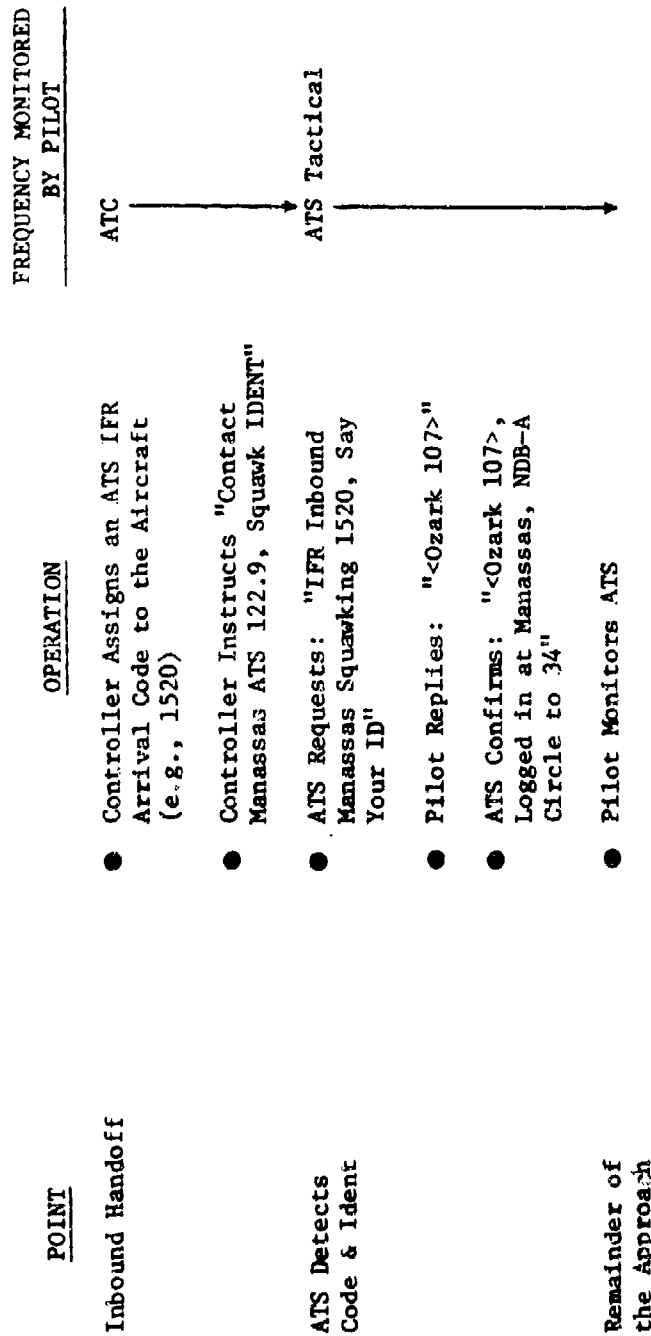 POINT
OPERATION
FREQUENCY MONITORED
BY PILOT
Inbound Handoff
● Controller Assigns an ATS IFR
Arrival Code to the Aircraft
(e.g., 1520)
ATC
● Controller Instructs "Contact
Manassas ATS 122.9, Squawk IDENT"
ATS Detects
Code & Ident
● ATS Requests: "IFR Inbound
Manassas Squawking 1520, Say
Your ID"
ATS Tactical
● Pilot Replies: "<Ozark 107>"
● ATS Confirms: "<Ozark 107>,
Logged in at Manassas, NDB-A
Circle to 34"
Remainder of
the Approach
● Pilot Monitors ATS